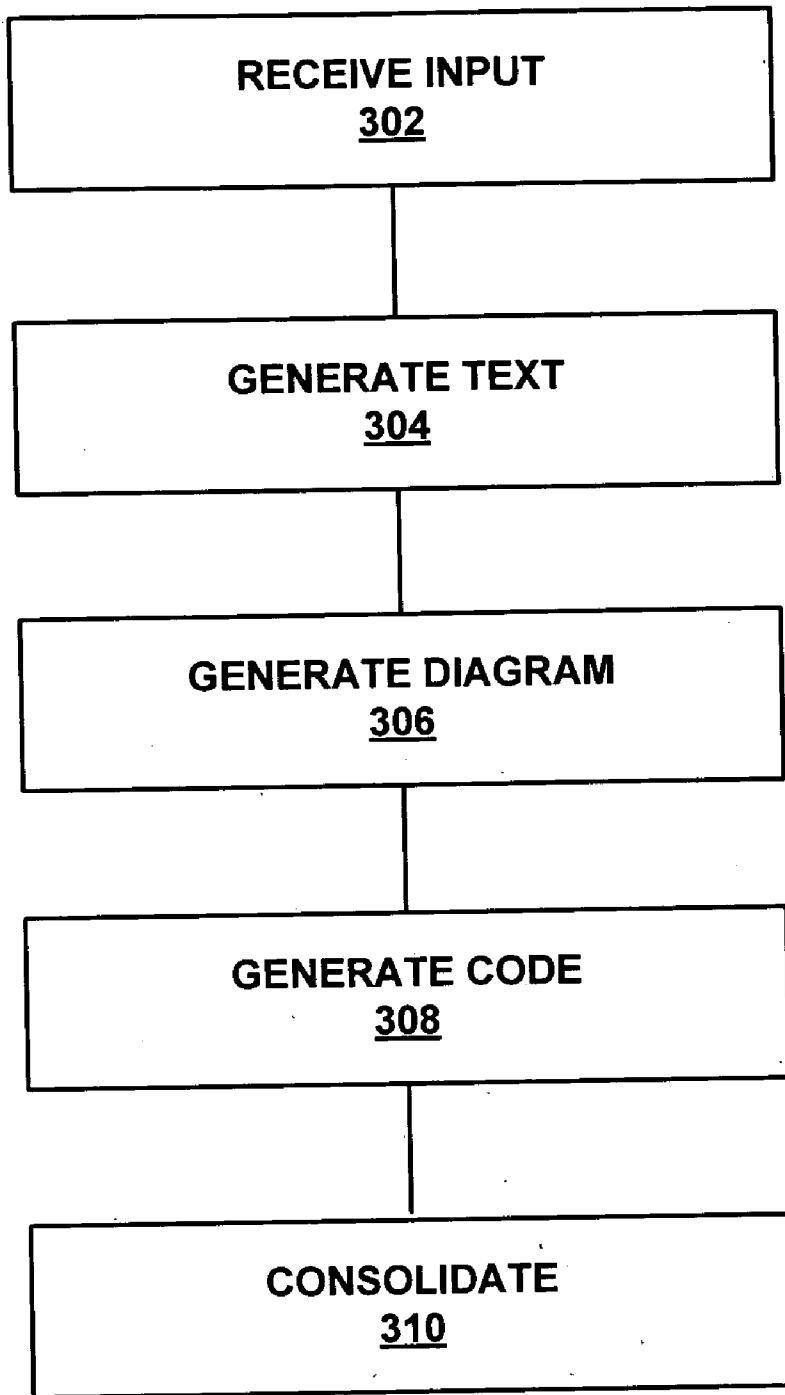 RECEIVE INPUT
302
GENERATE TEXT
304
GENERATE DIAGRAM
306
GENERATE CODE
308
CONSOLIDATE
310